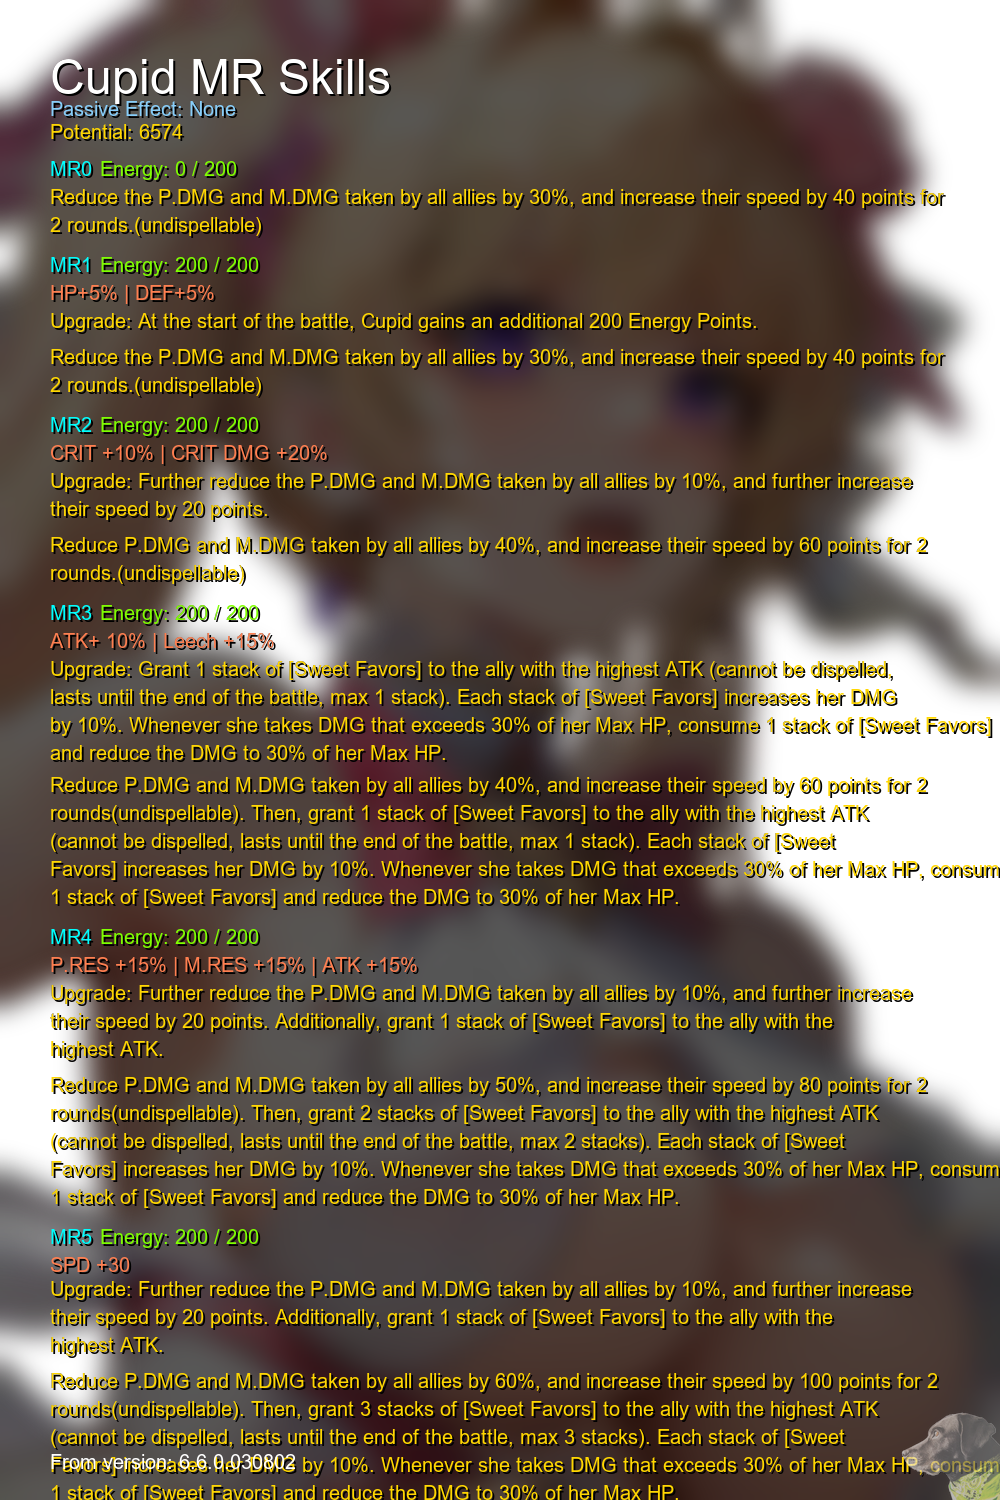 Cupid MR Skills
Passive Effect: None
Potential: 6574
MR0 Energy: 0 / 200
Reduce the P.DMG and M.DMG taken by all allies by 30%, and increase their speed by 40 points for
2 rounds.(undispellable)
MR1 Energy: 200 / 200
HP+5% | DEF+5%
Upgrade: At the start of the battle, Cupid gains an additional 200 Energy Points.
Reduce the P.DMG and M.DMG taken by all allies by 30%, and increase their speed by 40 points for
2 rounds.(undispellable)
MR2 Energy: 200 / 200
CRIT +10% | CRIT DMG +20%
Upgrade: Further reduce the P.DMG and M.DMG taken by all allies by 10%, and further increase
their speed by 20 points.
Reduce P.DMG and M.DMG taken by all allies by 40%, and increase their speed by 60 points for 2
rounds.(undispellable)
MR3 Energy: 200 / 200
ATK+ 10% | Leech +15%
Upgrade: Grant 1 stack of [Sweet Favors] to the ally with the highest ATK (cannot be dispelled,
lasts until the end of the battle, max 1 stack). Each stack of [Sweet Favors] increases her DMG
by 10%. Whenever she takes DMG that exceeds 30% of her Max HP, consume 1 stack of [Sweet Favors]
and reduce the DMG to 30% of her Max HP.
Reduce P.DMG and M.DMG taken by all allies by 40%, and increase their speed by 60 points for 2
rounds(undispellable). Then, grant 1 stack of [Sweet Favors] to the ally with the highest ATK
(cannot be dispelled, lasts until the end of the battle, max 1 stack). Each stack of [Sweet
Favors] increases her DMG by 10%. Whenever she takes DMG that exceeds 30% of her Max HP, consum
1 stack of [Sweet Favors] and reduce the DMG to 30% of her Max HP.
MR4 Energy: 200 / 200
P.RES +15% | M.RES +15% | ATK +15%
Upgrade: Further reduce the P.DMG and M.DMG taken by all allies by 10%, and further increase
their speed by 20 points. Additionally, grant 1 stack of [Sweet Favors] to the ally with the
highest ATK.
Reduce P.DMG and M.DMG taken by all allies by 50%, and increase their speed by 80 points for 2
rounds(undispellable). Then, grant 2 stacks of [Sweet Favors] to the ally with the highest ATK
(cannot be dispelled, lasts until the end of the battle, max 2 stacks). Each stack of [Sweet
Favors] increases her DMG by 10%. Whenever she takes DMG that exceeds 30% of her Max HP, consum
1 stack of [Sweet Favors] and reduce the DMG to 30% of her Max HP.
MR5 Energy: 200 / 200
SPD +30
Upgrade: Further reduce the P.DMG and M.DMG taken by all allies by 10%, and further increase
their speed by 20 points. Additionally, grant 1 stack of [Sweet Favors] to the ally with the
highest ATK.
Reduce P.DMG and M.DMG taken by all allies by 60%, and increase their speed by 100 points for 2
rounds(undispellable). Then, grant 3 stacks of [Sweet Favors] to the ally with the highest ATK
(cannot be dispelled, lasts until the end of the battle, max 3 stacks). Each stack of [Sweet
From version: 6.6.0.030802
Favors] increases her DMG by 10%. Whenever she takes DMG that exceeds 30% of her Max HP, consum
1 stack of [Sweet Favors] and reduce the DMG to 30% of her Max HP.